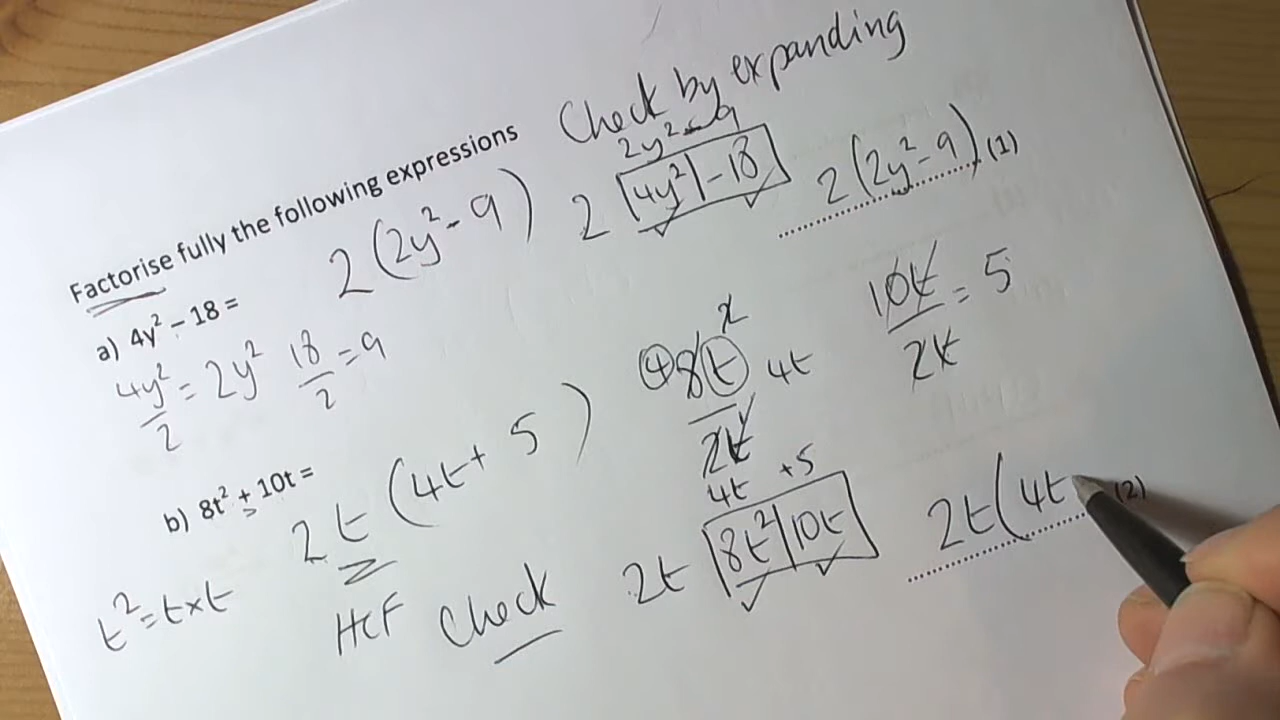 Check by expanding
Factorise fully the following expressions
2y² - 9
2(2y² - 9) 2 4y² - 18 2(2y² - 9) (1)
a) 4y² – 18 =
4y²/2 = 2y² 18/2 = 9
10t/2t = 5
4t
b) 8t² + 10t =
2t (4t + 5)
4t +5
2t 8t² 10t 2t(4t (2)
t² = t×t
HCF Check